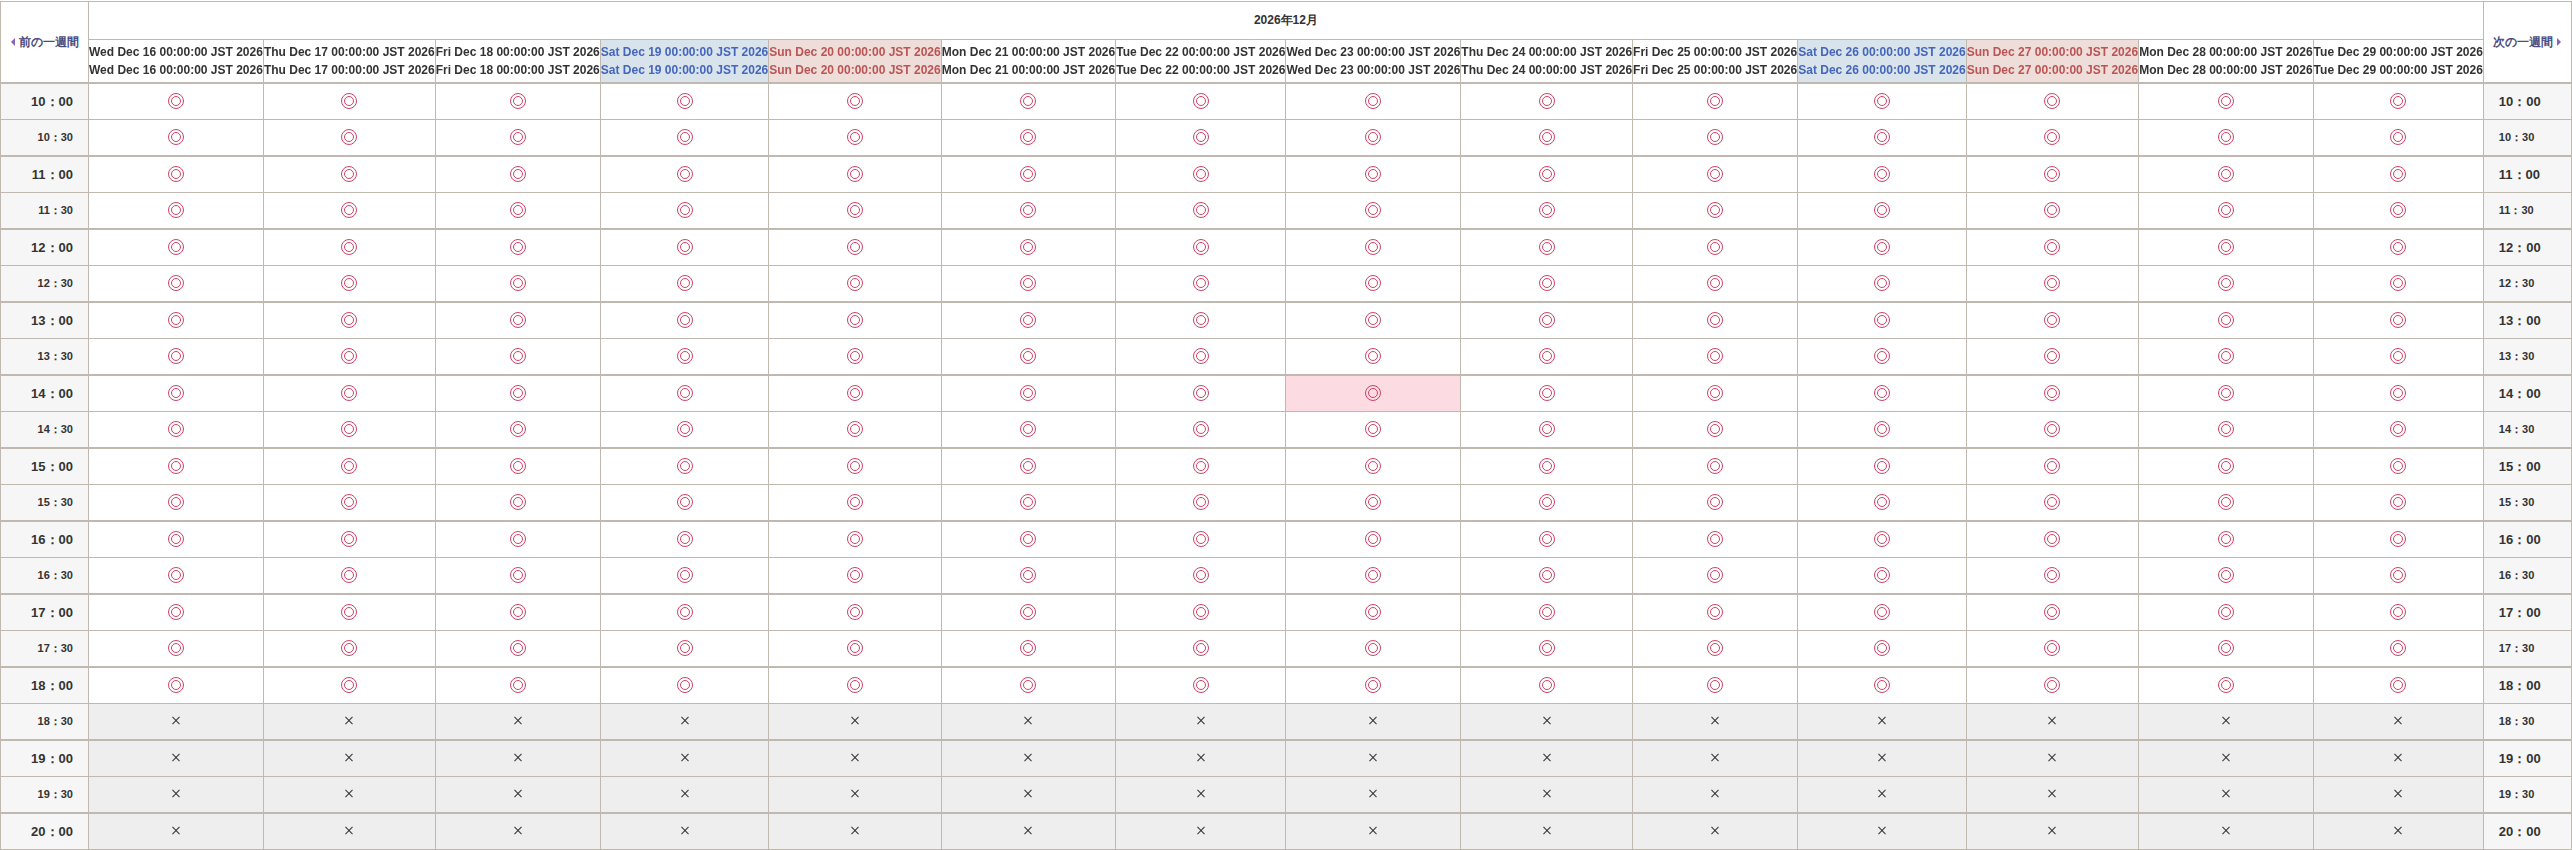 2026年12月
前の一週間
次の一週間
Wed Dec 16 00:00:00 JST 2026 Thu Dec 17 00:00:00 JST 2026 Fri Dec 18 00:00:00 JST 2026 Sat Dec 19 00:00:00 JST 2026 Sun Dec 20 00:00:00 JST 2026 Mon Dec 21 00:00:00 JST 2026 Tue Dec 22 00:00:00 JST 2026 Wed Dec 23 00:00:00 JST 2026 Thu Dec 24 00:00:00 JST 2026 Fri Dec 25 00:00:00 JST 2026 Sat Dec 26 00:00:00 JST 2026 Sun Dec 27 00:00:00 JST 2026 Mon Dec 28 00:00:00 JST 2026 Tue Dec 29 00:00:00 JST 2026
Wed Dec 16 00:00:00 JST 2026 Thu Dec 17 00:00:00 JST 2026 Fri Dec 18 00:00:00 JST 2026 Sat Dec 19 00:00:00 JST 2026 Sun Dec 20 00:00:00 JST 2026 Mon Dec 21 00:00:00 JST 2026 Tue Dec 22 00:00:00 JST 2026 Wed Dec 23 00:00:00 JST 2026 Thu Dec 24 00:00:00 JST 2026 Fri Dec 25 00:00:00 JST 2026 Sat Dec 26 00:00:00 JST 2026 Sun Dec 27 00:00:00 JST 2026 Mon Dec 28 00:00:00 JST 2026 Tue Dec 29 00:00:00 JST 2026
10：00 ◎ ◎ ◎ ◎ ◎ ◎ ◎ ◎ ◎ ◎ ◎ ◎ ◎ ◎ 10：00
10：30 ◎ ◎ ◎ ◎ ◎ ◎ ◎ ◎ ◎ ◎ ◎ ◎ ◎ ◎ 10：30
11：00 ◎ ◎ ◎ ◎ ◎ ◎ ◎ ◎ ◎ ◎ ◎ ◎ ◎ ◎ 11：00
11：30 ◎ ◎ ◎ ◎ ◎ ◎ ◎ ◎ ◎ ◎ ◎ ◎ ◎ ◎ 11：30
12：00 ◎ ◎ ◎ ◎ ◎ ◎ ◎ ◎ ◎ ◎ ◎ ◎ ◎ ◎ 12：00
12：30 ◎ ◎ ◎ ◎ ◎ ◎ ◎ ◎ ◎ ◎ ◎ ◎ ◎ ◎ 12：30
13：00 ◎ ◎ ◎ ◎ ◎ ◎ ◎ ◎ ◎ ◎ ◎ ◎ ◎ ◎ 13：00
13：30 ◎ ◎ ◎ ◎ ◎ ◎ ◎ ◎ ◎ ◎ ◎ ◎ ◎ ◎ 13：30
14：00 ◎ ◎ ◎ ◎ ◎ ◎ ◎ ◎ ◎ ◎ ◎ ◎ ◎ ◎ 14：00
14：30 ◎ ◎ ◎ ◎ ◎ ◎ ◎ ◎ ◎ ◎ ◎ ◎ ◎ ◎ 14：30
15：00 ◎ ◎ ◎ ◎ ◎ ◎ ◎ ◎ ◎ ◎ ◎ ◎ ◎ ◎ 15：00
15：30 ◎ ◎ ◎ ◎ ◎ ◎ ◎ ◎ ◎ ◎ ◎ ◎ ◎ ◎ 15：30
16：00 ◎ ◎ ◎ ◎ ◎ ◎ ◎ ◎ ◎ ◎ ◎ ◎ ◎ ◎ 16：00
16：30 ◎ ◎ ◎ ◎ ◎ ◎ ◎ ◎ ◎ ◎ ◎ ◎ ◎ ◎ 16：30
17：00 ◎ ◎ ◎ ◎ ◎ ◎ ◎ ◎ ◎ ◎ ◎ ◎ ◎ ◎ 17：00
17：30 ◎ ◎ ◎ ◎ ◎ ◎ ◎ ◎ ◎ ◎ ◎ ◎ ◎ ◎ 17：30
18：00 ◎ ◎ ◎ ◎ ◎ ◎ ◎ ◎ ◎ ◎ ◎ ◎ ◎ ◎ 18：00
18：30 × × × × × × × × × × × × × × 18：30
19：00 × × × × × × × × × × × × × × 19：00
19：30 × × × × × × × × × × × × × × 19：30
20：00 × × × × × × × × × × × × × × 20：00